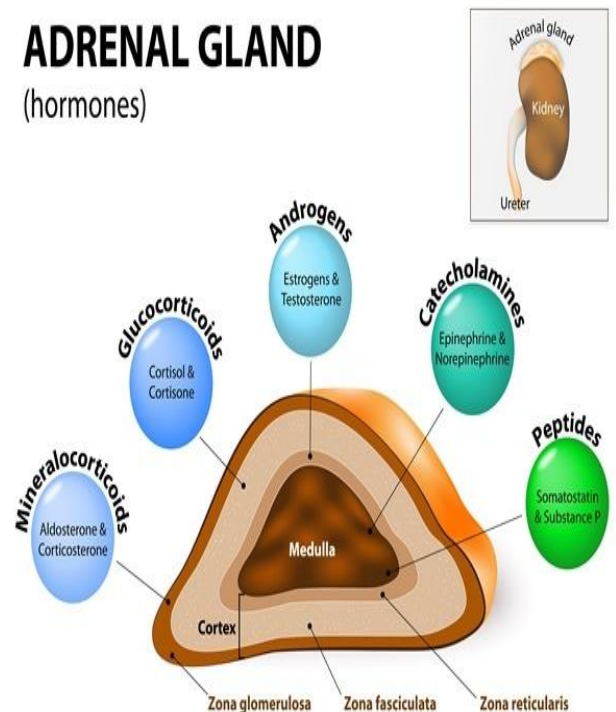 ADRENAL GLAND
(hormones)
Adrenal gland
Kidney
Ureter
Androgens
Estrogens &
Testosterone
Glucocorticoids
Cortisol &
Cortisone
Catecholamines
Epinephrine &
Norepinephrine
Mineralocorticoids
Aldosterone &
Corticosterone
Peptides
Somatostatin
& Substance P
Medulla
Cortex
Zona glomerulosa
Zona fasciculata
Zona reticularis